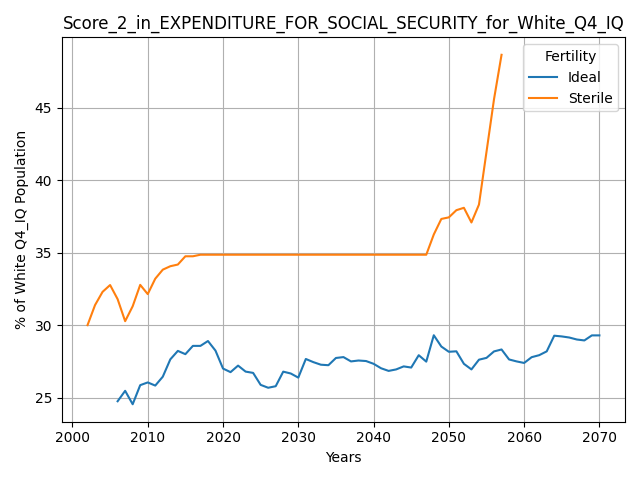 Score_2_in_EXPENDITURE_FOR_SOCIAL_SECURITY_for_White_Q4_IQ
Fertility
Ideal
Sterile
% of White Q4_IQ Population
45
40
35
30
25
2000 2010 2020 2030 2040 2050 2060 2070
Years